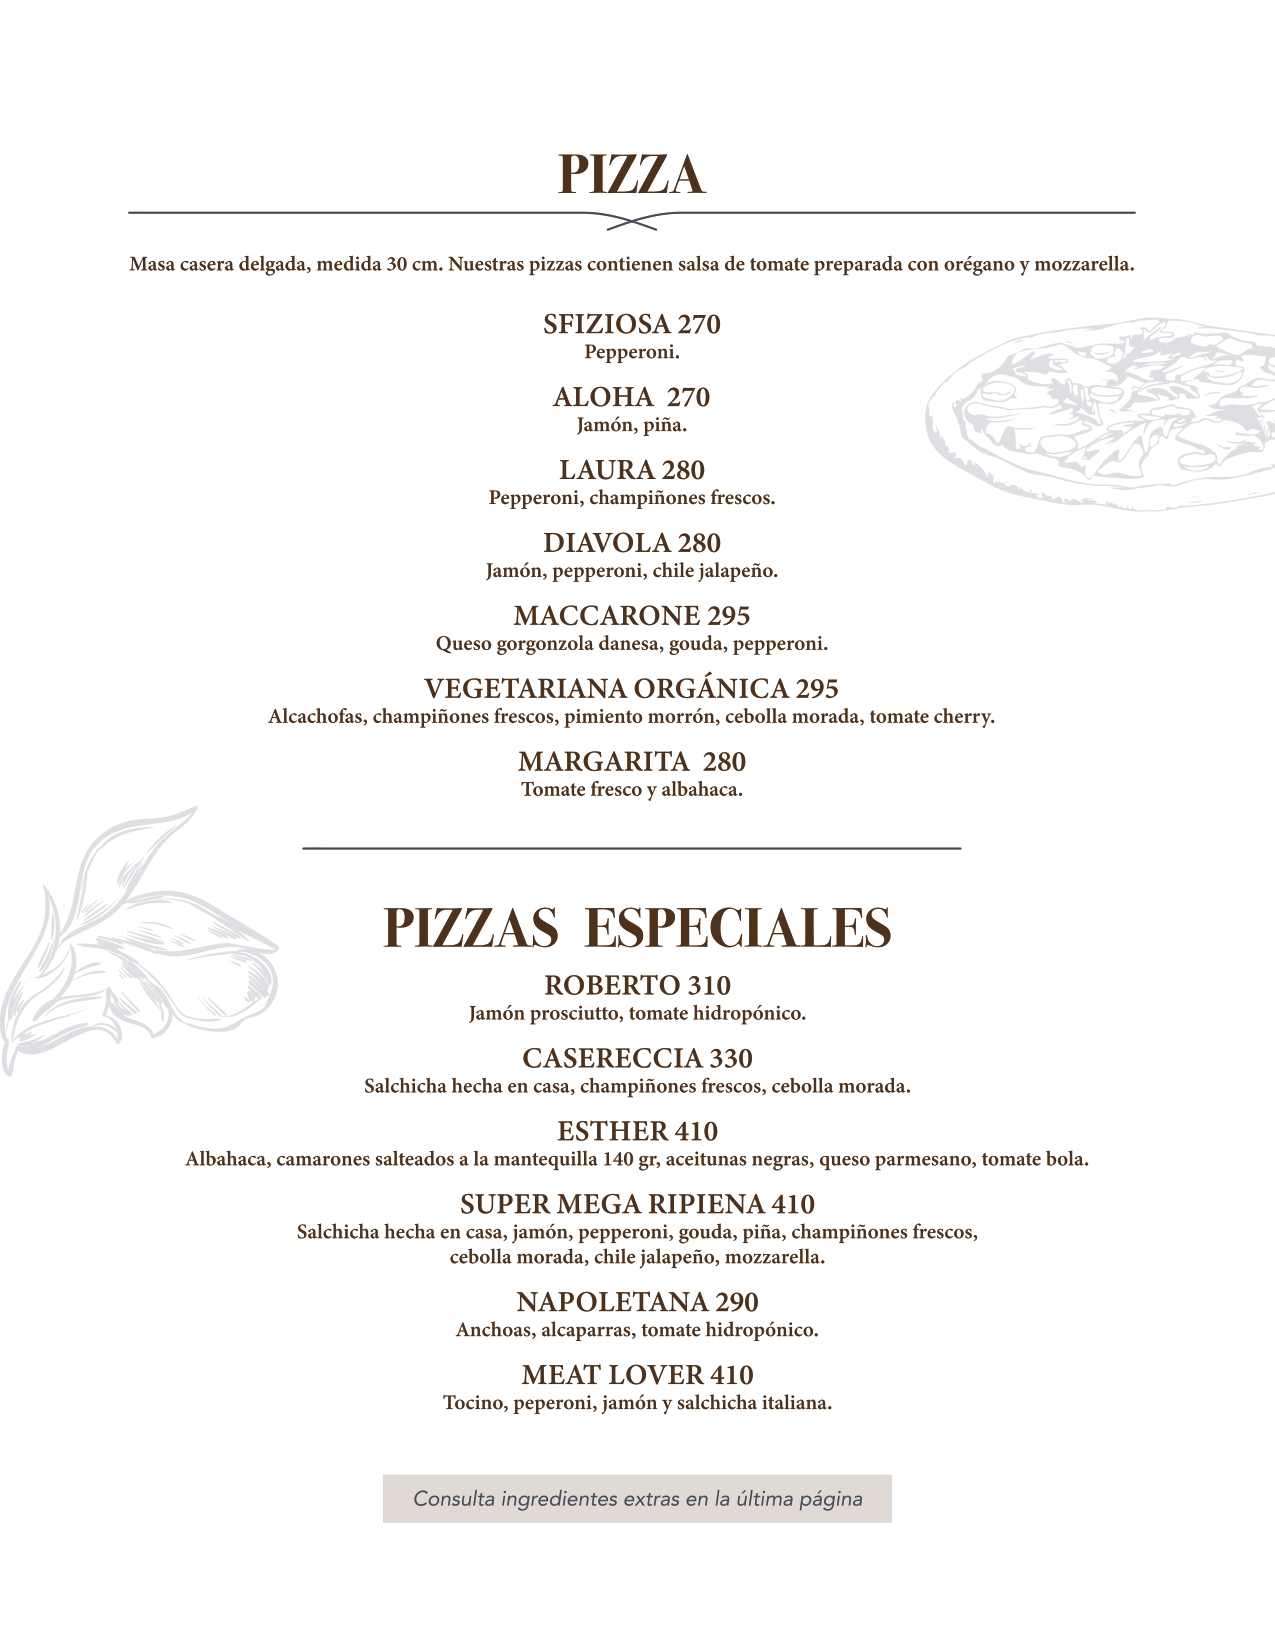 PIZZA
Masa casera delgada, medida 30 cm. Nuestras pizzas contienen salsa de tomate preparada con orégano y mozzarella.
SFIZIOSA 270
Pepperoni.
ALOHA 270
Jamón, piña.
LAURA 280
Pepperoni, champiñones frescos.
DIAVOLA 280
Jamón, pepperoni, chile jalapeño.
MACCARONE 295
Queso gorgonzola danesa, gouda, pepperoni.
VEGETARIANA ORGÁNICA 295
Alcachofas, champiñones frescos, pimiento morrón, cebolla morada, tomate cherry.
MARGARITA 280
Tomate fresco y albahaca.
PIZZAS ESPECIALES
ROBERTO 310
Jamón prosciutto, tomate hidropónico.
CASERECCIA 330
Salchicha hecha en casa, champiñones frescos, cebolla morada.
ESTHER 410
Albahaca, camarones salteados a la mantequilla 140 gr, aceitunas negras, queso parmesano, tomate bola.
SUPER MEGA RIPIENA 410
Salchicha hecha en casa, jamón, pepperoni, gouda, piña, champiñones frescos,
cebolla morada, chile jalapeño, mozzarella.
NAPOLETANA 290
Anchoas, alcaparras, tomate hidropónico.
MEAT LOVER 410
Tocino, peperoni, jamón y salchicha italiana.
Consulta ingredientes extras en la última página